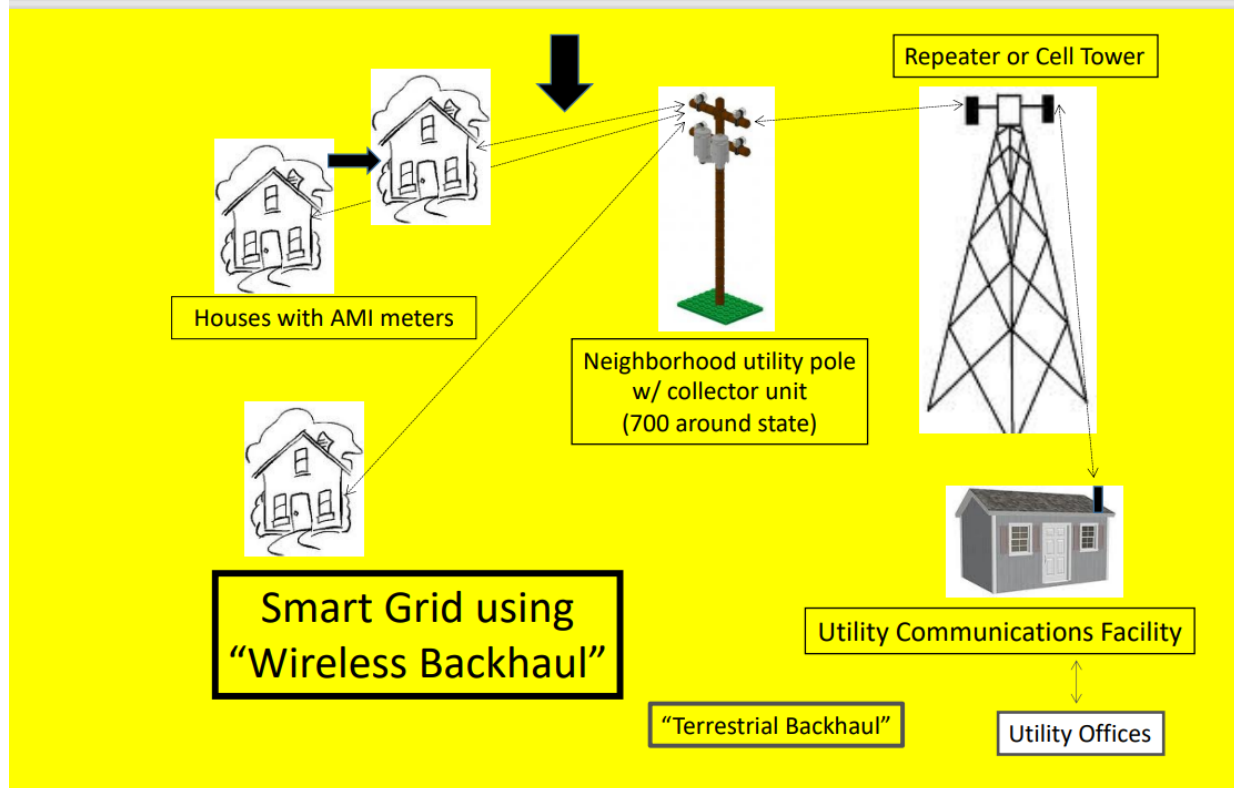 Repeater or Cell Tower
Houses with AMI meters
Neighborhood utility pole
w/ collector unit
(700 around state)
Smart Grid using
“Wireless Backhaul”
Utility Communications Facility
“Terrestrial Backhaul”
Utility Offices